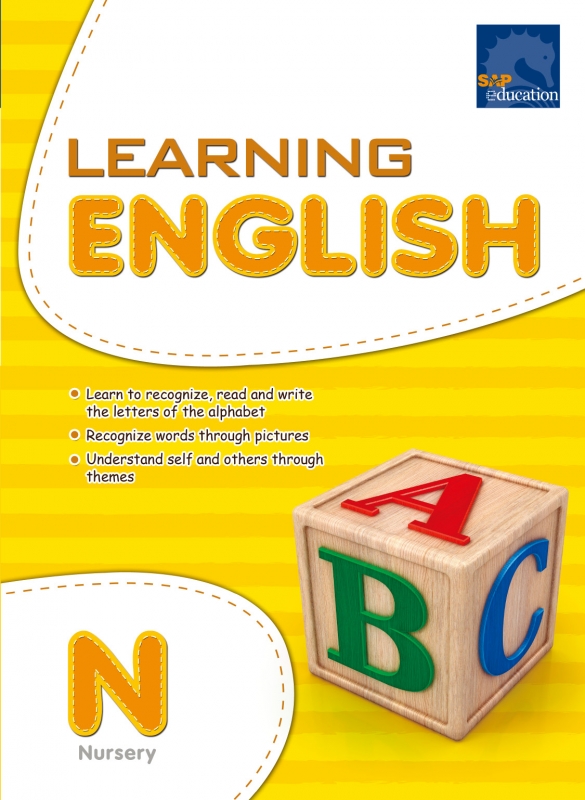 SAP
education
LEARNING
ENGLISH
Learn to recognize, read and write
the letters of the alphabet
Recognize words through pictures
Understand self and others through
themes
A
B C
N
Nursery